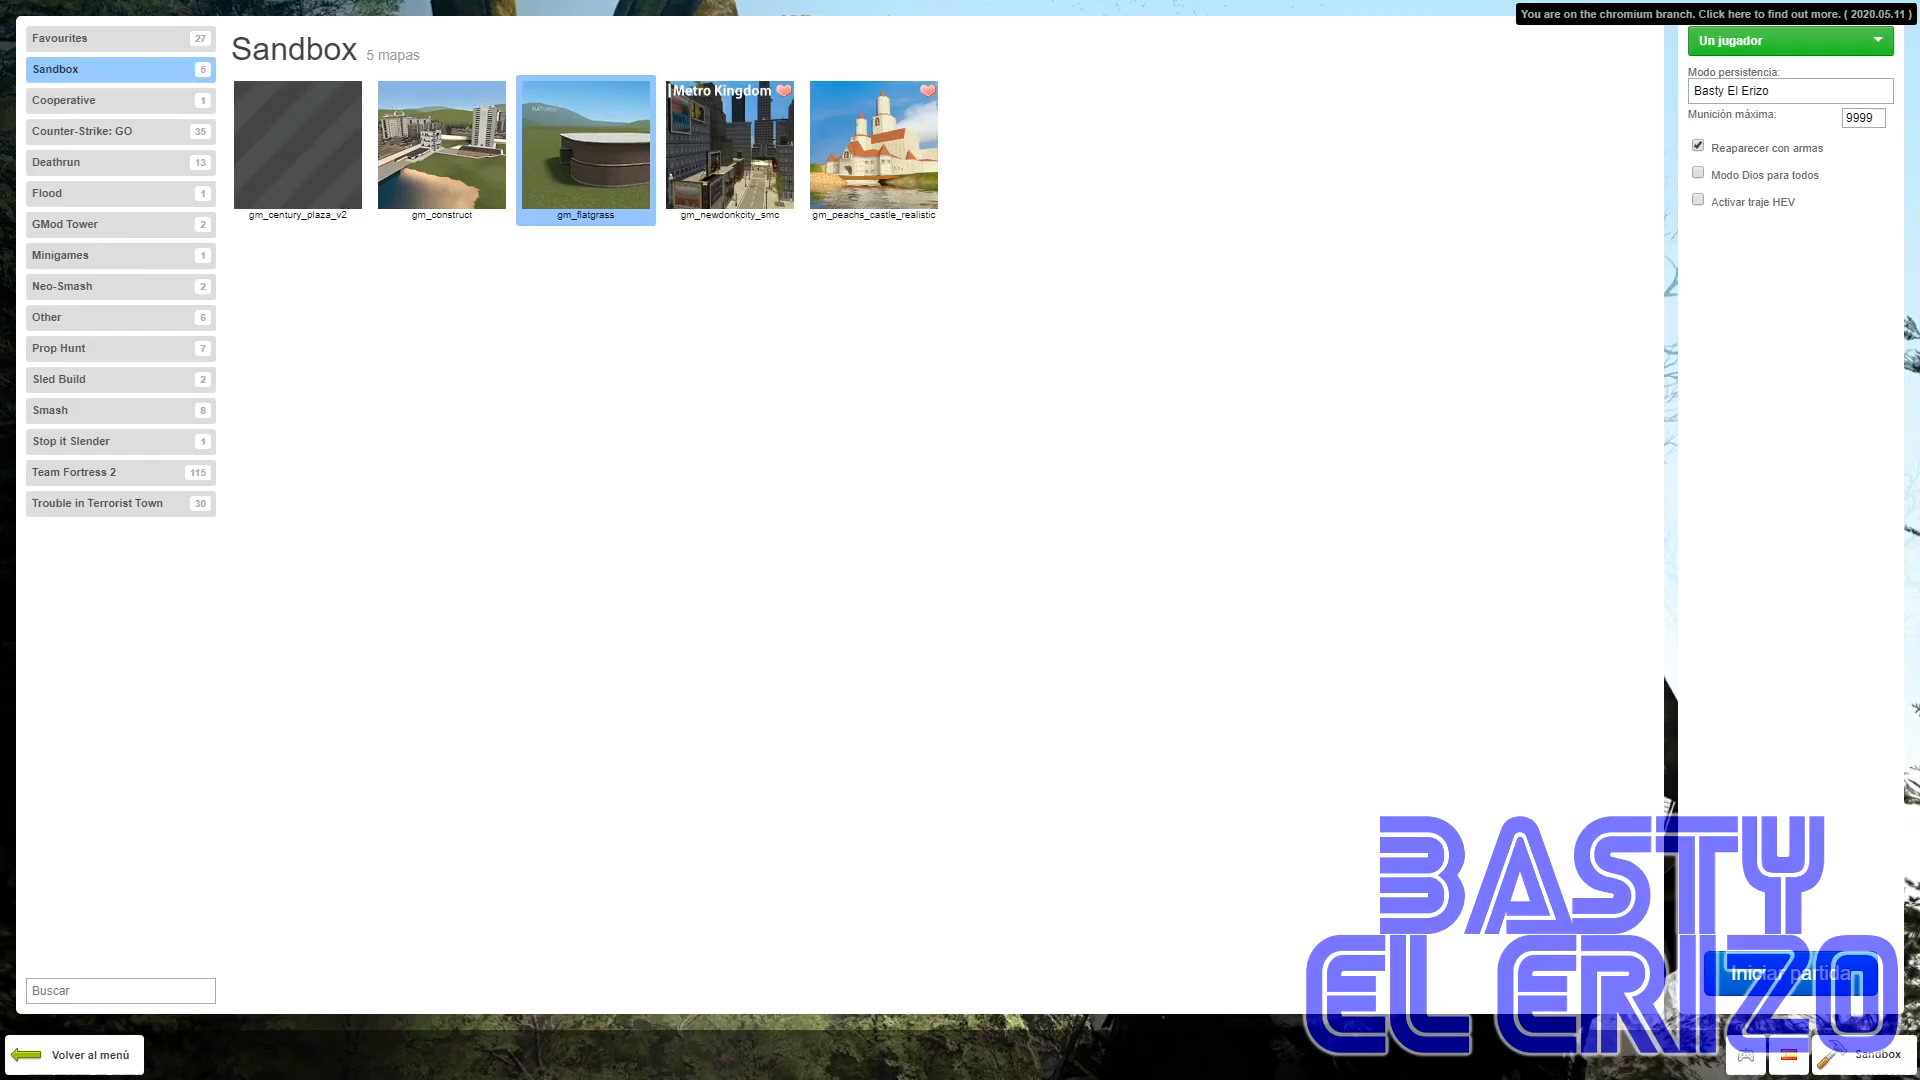 You are on the chromium branch. Click here to find out more. ( 2020.05.11 )
Favourites 27
Sandbox 5
Cooperative 1
Counter-Strike: GO 35
Deathrun 13
Flood 1
GMod Tower 2
Minigames 1
Neo-Smash 2
Other 6
Prop Hunt 7
Sled Build 2
Smash 8
Stop it Slender 1
Team Fortress 2 115
Trouble in Terrorist Town 30
Buscar
Sandbox 5 mapas
Metro Kingdom
gm_century_plaza_v2
gm_construct
gm_flatgrass
gm_newdonkcity_smc
gm_peachs_castle_realistic
Un jugador
Modo persistencia:
Basty El Erizo
Munición máxima: 9999
Reaparecer con armas
Modo Dios para todos
Activar traje HEV
Iniciar partida
BASTY
EL ERIZO
Volver al menú
Sandbox